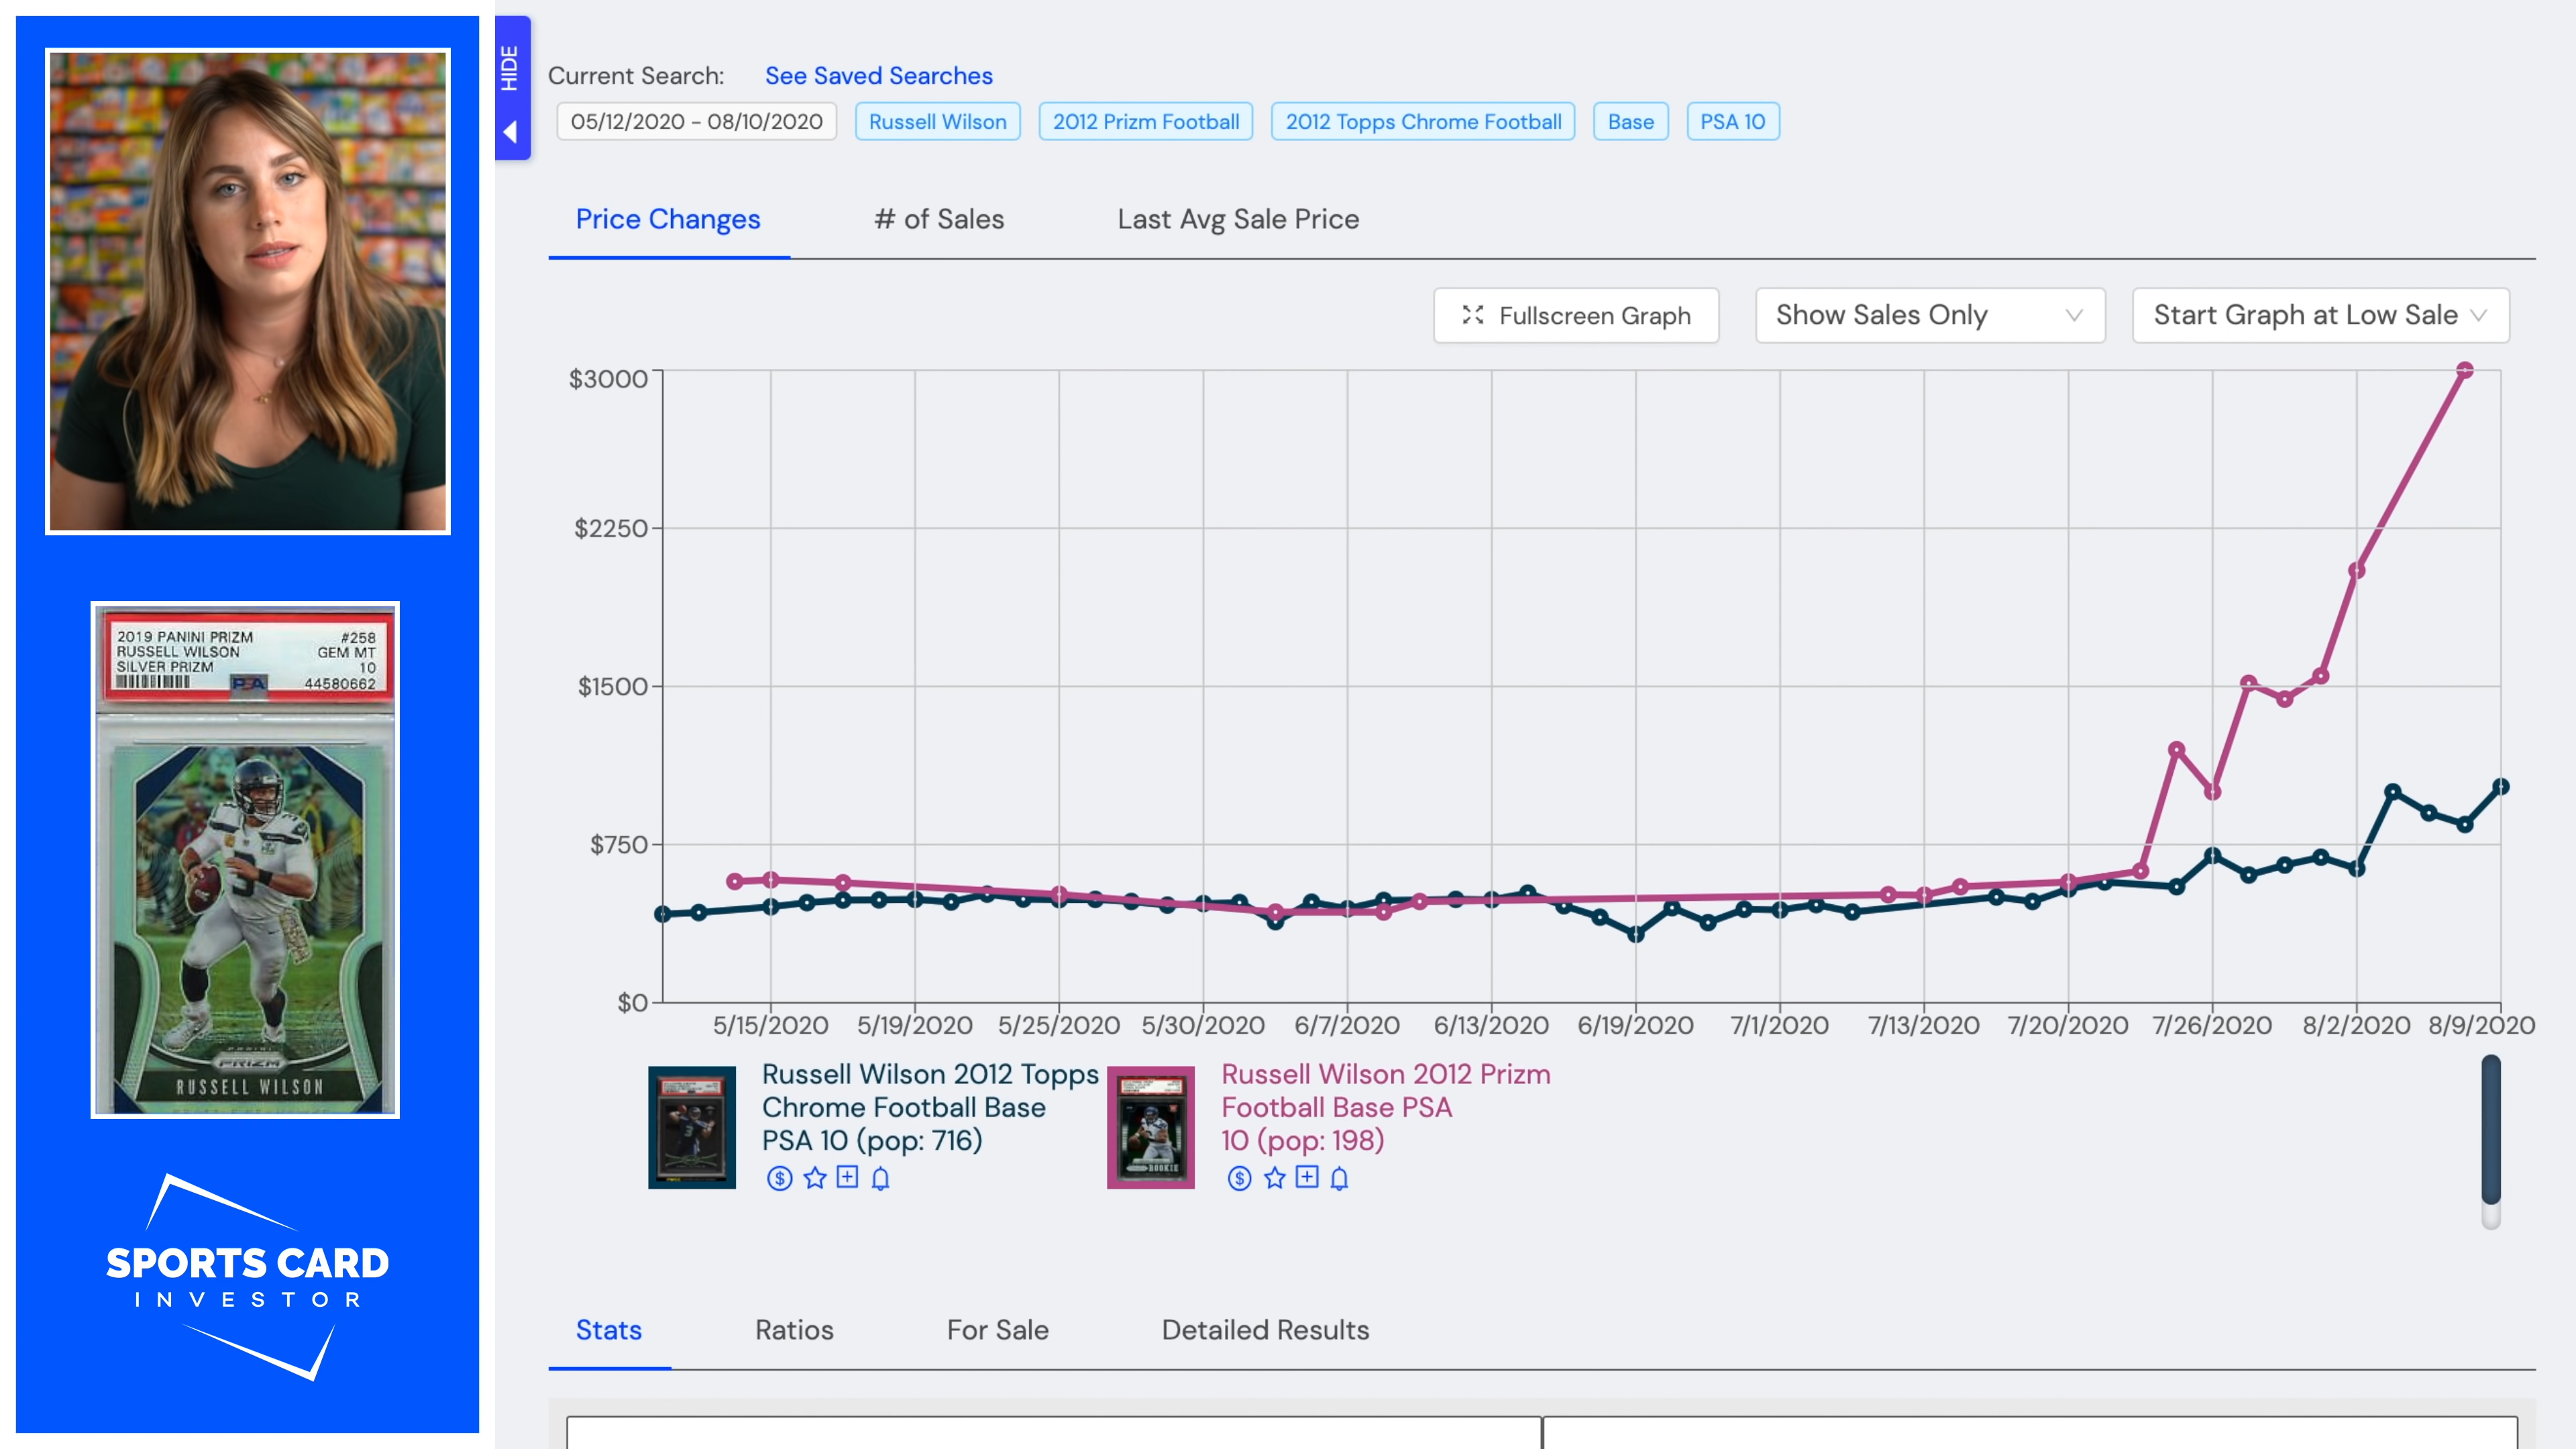 HIDE
Current Search:
See Saved Searches
05/12/2020 - 08/10/2020
Russell Wilson
2012 Prizm Football
2012 Topps Chrome Football
Base
PSA 10
Price Changes
# of Sales
Last Avg Sale Price
Fullscreen Graph
Show Sales Only
Start Graph at Low Sale
$3000
$2250
$1500
$750
$0
5/15/2020
5/19/2020
5/25/2020
5/30/2020
6/7/2020
6/13/2020
6/19/2020
7/1/2020
7/13/2020
7/20/2020
7/26/2020
8/2/2020
8/9/2020
Russell Wilson 2012 Topps
Chrome Football Base
PSA 10 (pop: 716)
Russell Wilson 2012 Prizm
Football Base PSA
10 (pop: 198)
Stats
Ratios
For Sale
Detailed Results
2019 PANINI PRIZM #258
RUSSELL WILSON GEM MT
SILVER PRIZM 10
PSA 44580662
3
PANINI
PRIZM
RUSSELL WILSON
SPORTS CARD
INVESTOR
ROOKIE